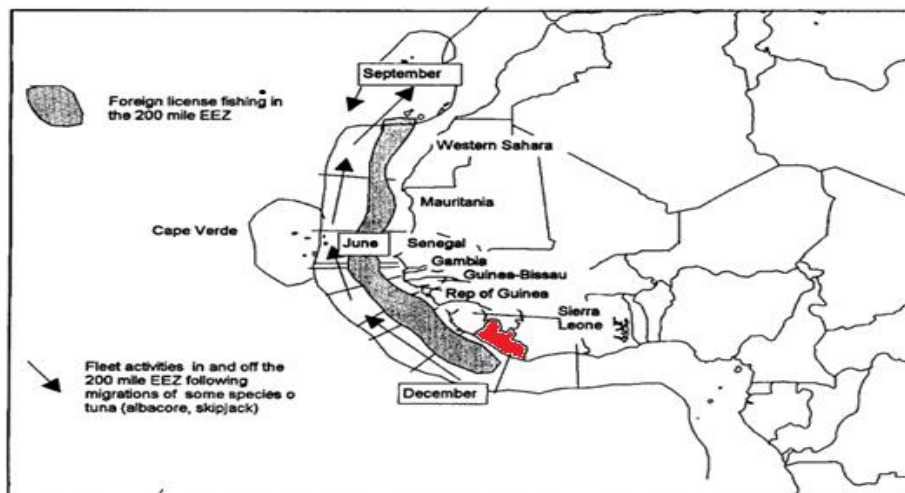 September
Foreign license fishing in
the 200 mile EEZ
Western Sahara
Mauritania
Cape Verde
June
Senegal
Gambia
Guinea-Bissau
Rep of Guinea
Sierra
Leone
Fleet activities in and off the
200 mile EEZ following
migrations of some species o
tuna (albacore, skipjack)
December